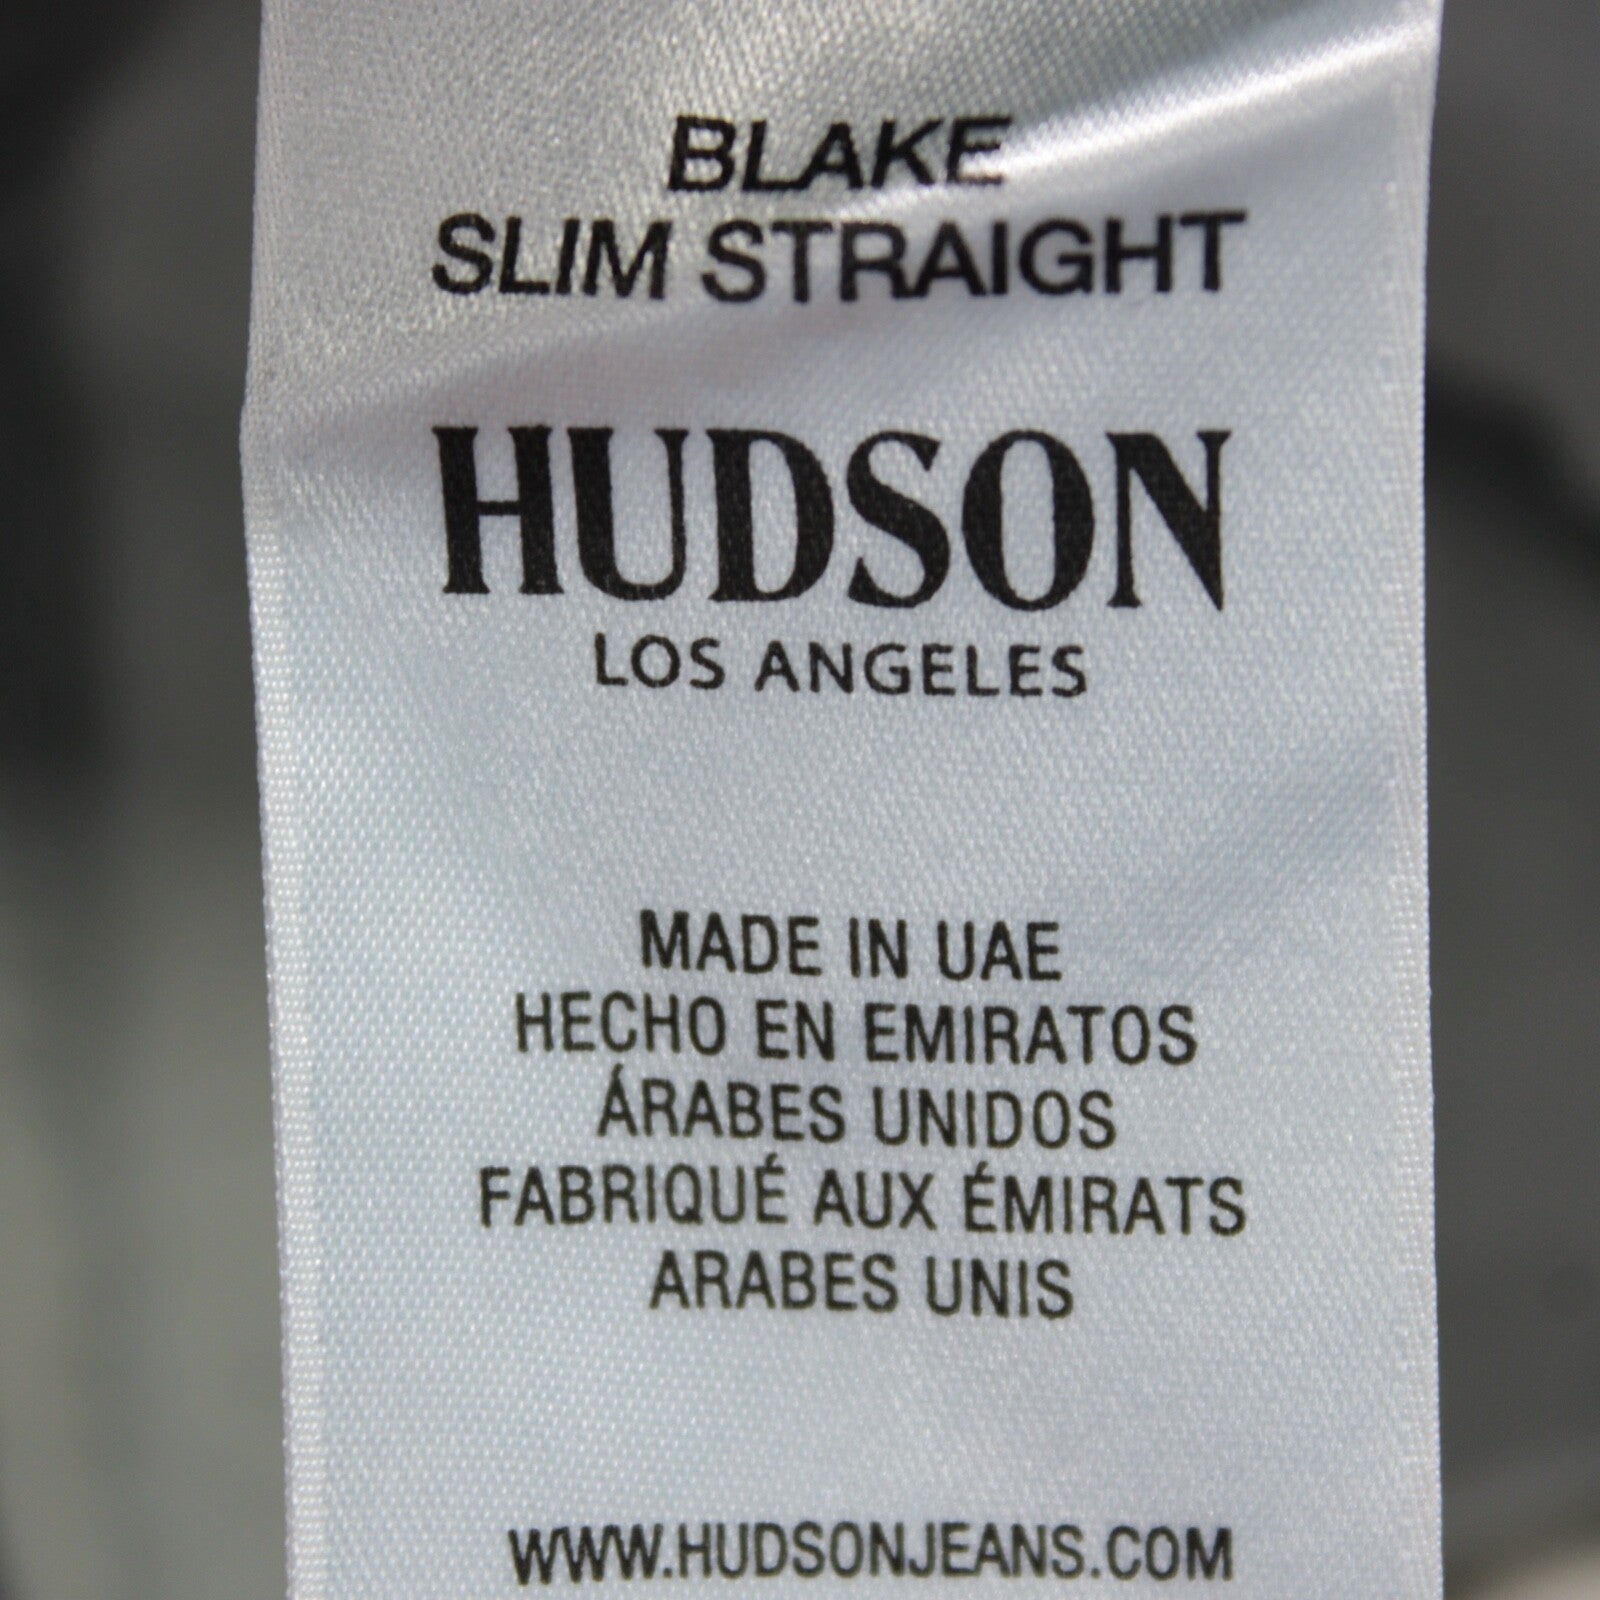 BLAKE
SLIM STRAIGHT
HUDSON
LOS ANGELES
MADE IN UAE
HECHO EN EMIRATOS
ÁRABES UNIDOS
FABRIQUÉ AUX ÉMIRATS
ARABES UNIS
WWW.HUDSONJEANS.COM